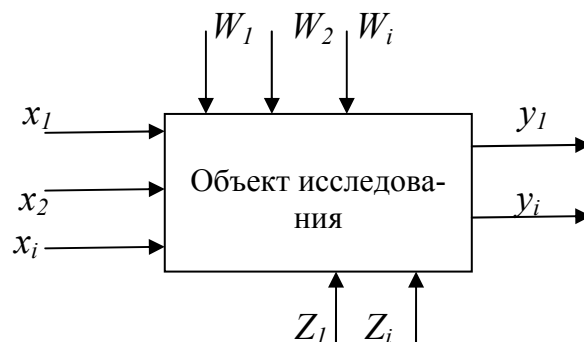 W1 W2 Wi
x1
y1
Объект исследова-
x2
ния
yi
xi
Z1 Zi